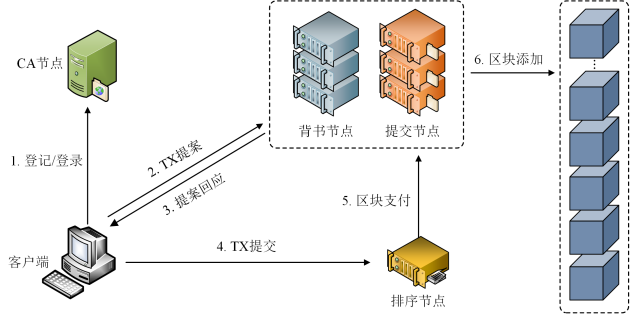 CA节点
背书节点
提交节点
6. 区块添加
1. 登记/登录
2. TX提案
3. 提案回应
5. 区块支付
客户端
4. TX提交
排序节点